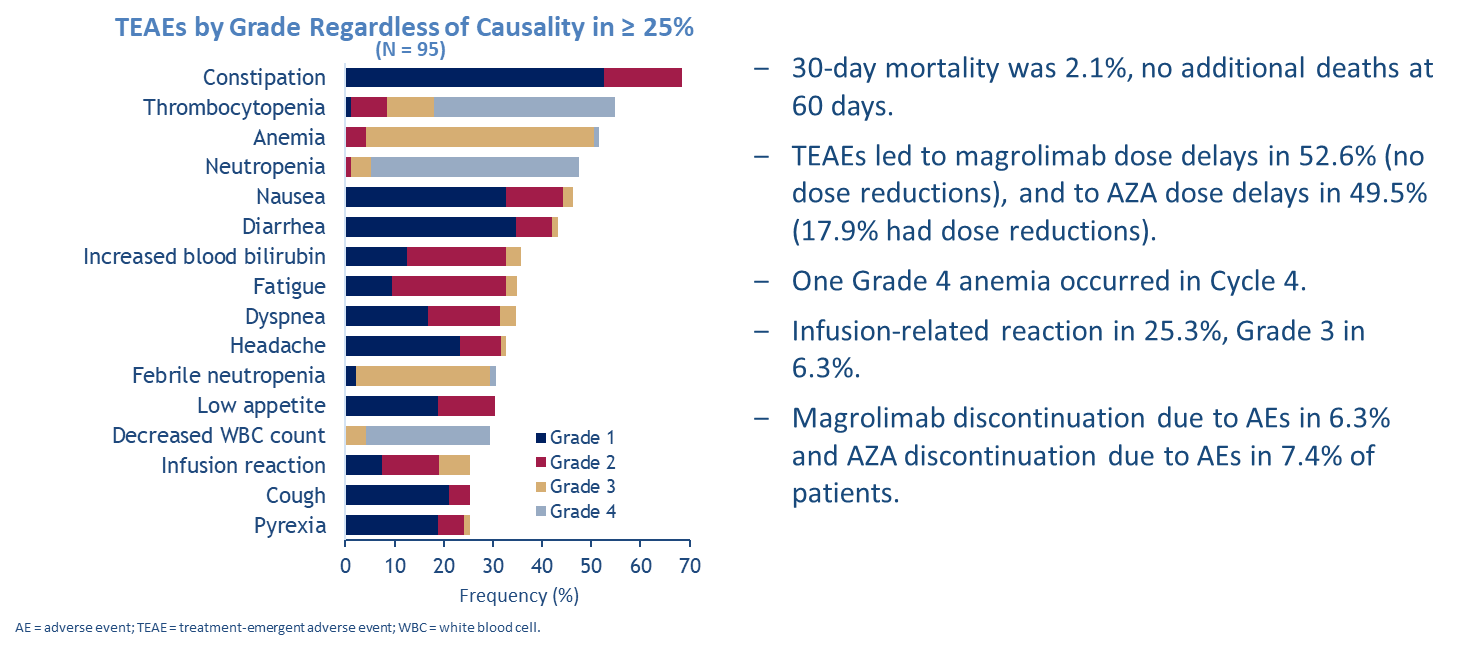 TEAEs by Grade Regardless of Causality in ≥ 25%
(N = 95)
Constipation
Thrombocytopenia
Anemia
Neutropenia
Nausea
Diarrhea
Increased blood bilirubin
Fatigue
Dyspnea
Headache
Febrile neutropenia
Low appetite
Decreased WBC count
Infusion reaction
Cough
Pyrexia
Grade 1
Grade 2
Grade 3
Grade 4
0 10 20 30 40 50 60 70
Frequency (%)
– 30-day mortality was 2.1%, no additional deaths at
60 days.
– TEAEs led to magrolimab dose delays in 52.6% (no
dose reductions), and to AZA dose delays in 49.5%
(17.9% had dose reductions).
– One Grade 4 anemia occurred in Cycle 4.
– Infusion-related reaction in 25.3%, Grade 3 in
6.3%.
– Magrolimab discontinuation due to AEs in 6.3%
and AZA discontinuation due to AEs in 7.4% of
patients.
AE = adverse event; TEAE = treatment-emergent adverse event; WBC = white blood cell.